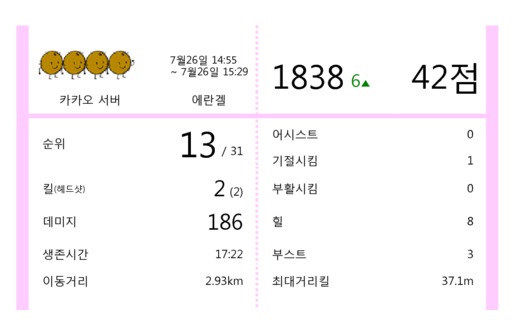 7월26일 14:55
~ 7월26일 15:29
카카오 서버 에란겔
1838 6▲ 42점
순위 13 / 31
킬(헤드샷) 2 (2)
데미지 186
생존시간 17:22
이동거리 2.93km
어시스트 0
기절시킴 1
부활시킴 0
힐 8
부스트 3
최대거리킬 37.1m